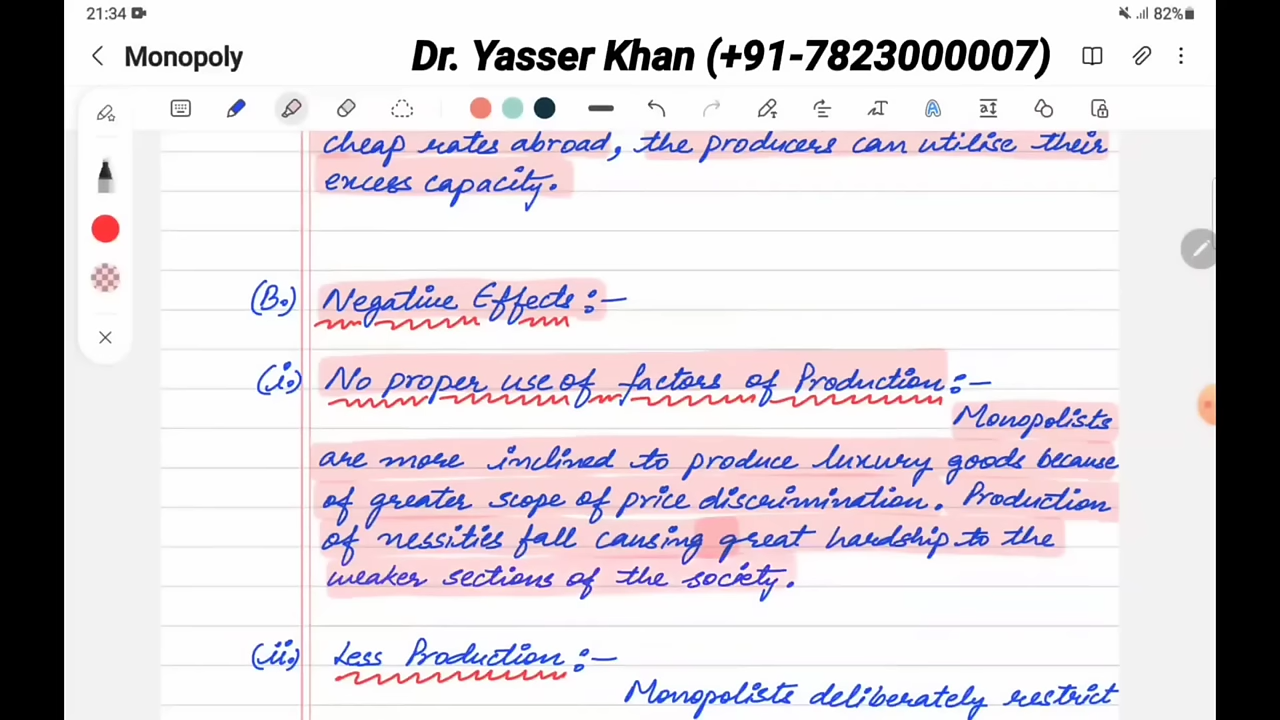 21:34
82%
Monopoly
Dr. Yasser Khan (+91-7823000007)
cheap rates abroad, the producers can utilise their
excess capacity.
(B.) Negative Effects :-
(i.) No proper use of factors of Production :-
Monopolists
are more inclined to produce luxury goods because
of greater scope of price discrimination. Production
of nessities fall causing great hardship to the
weaker sections of the society.
(ii.) Less Production :-
Monopolists deliberately restrict